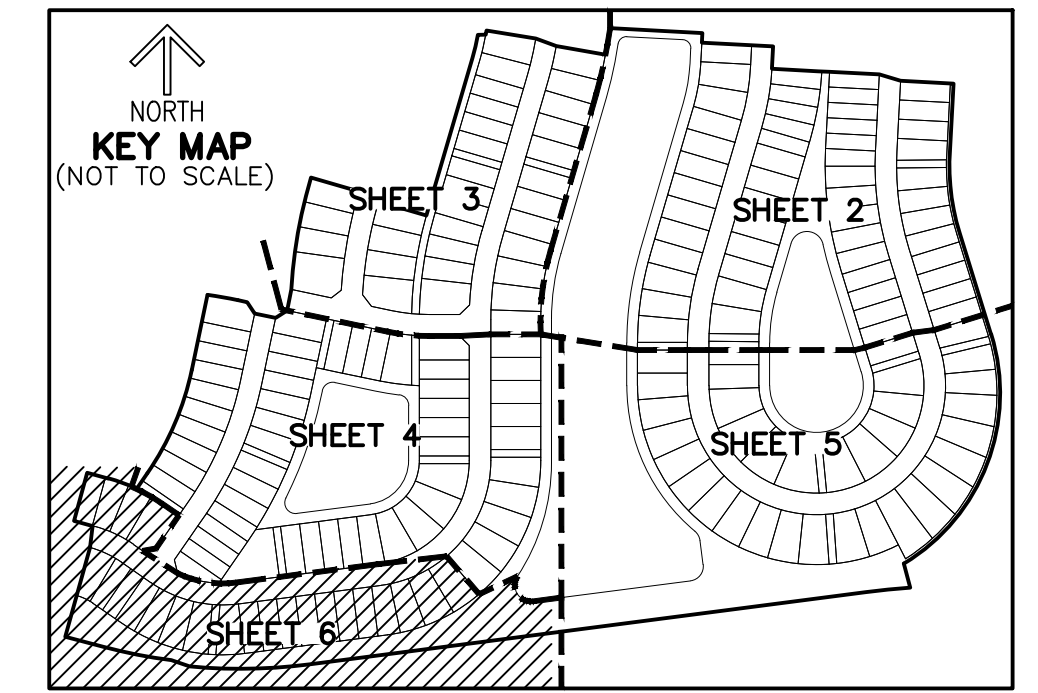 NORTH
KEY MAP
(NOT TO SCALE)
SHEET 3
SHEET 2
SHEET 4
SHEET 5
SHEET 6